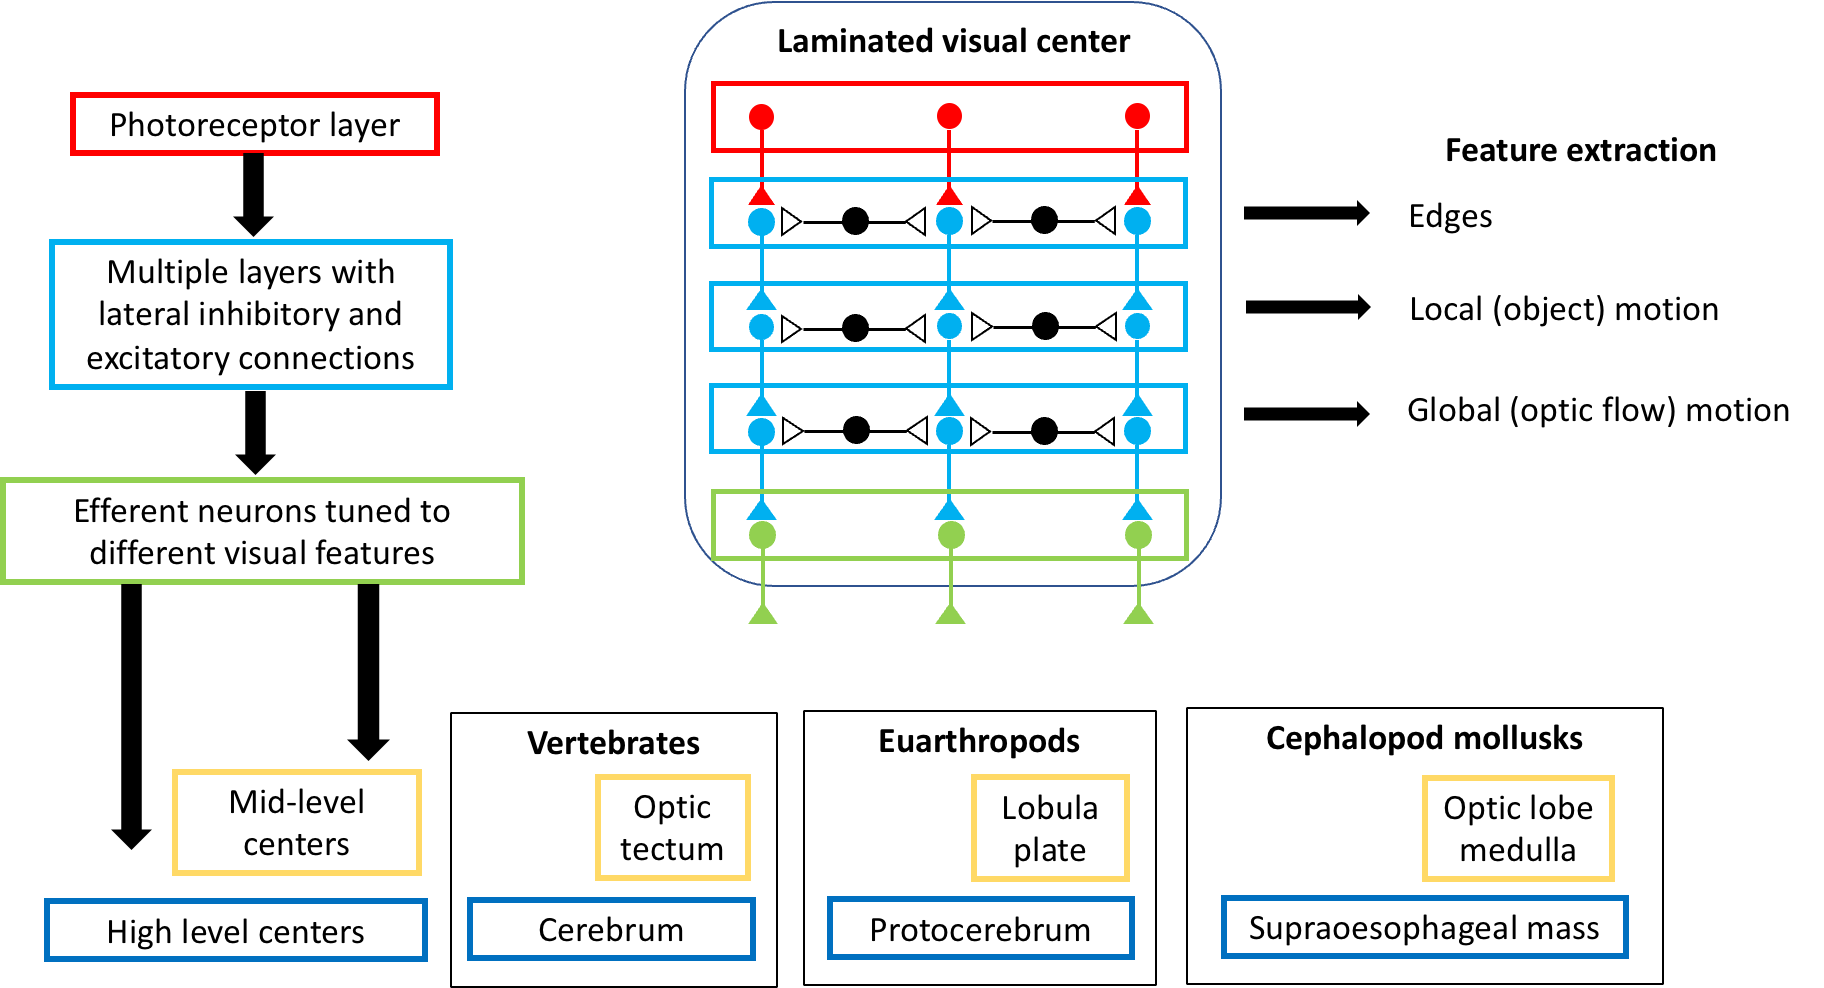 Laminated visual center
Photoreceptor layer
Multiple layers with
lateral inhibitory and
excitatory connections
Efferent neurons tuned to
different visual features
Mid-level
centers
High level centers
Feature extraction
Edges
Local (object) motion
Global (optic flow) motion
Vertebrates
Optic
tectum
Cerebrum
Euarthropods
Lobula
plate
Protocerebrum
Cephalopod mollusks
Optic lobe
medulla
Supraoesophageal mass